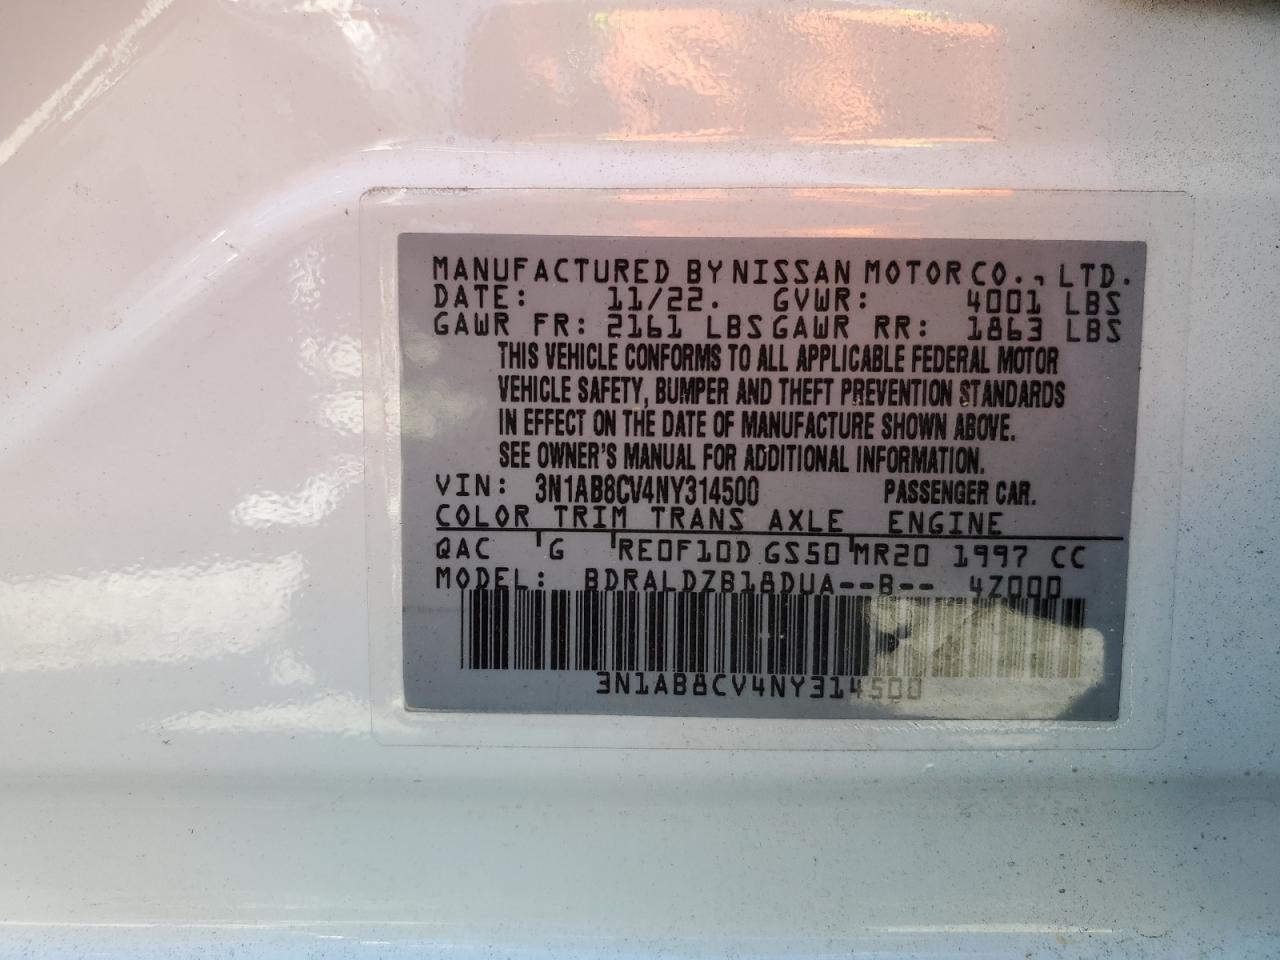 MANUFACTURED BY NISSAN MOTOR CO., LTD.
DATE: 11/22. GVWR: 4001 LBS
GAWR FR: 2161 LBS GAWR RR: 1863 LBS
THIS VEHICLE CONFORMS TO ALL APPLICABLE FEDERAL MOTOR
VEHICLE SAFETY, BUMPER AND THEFT PREVENTION STANDARDS
IN EFFECT ON THE DATE OF MANUFACTURE SHOWN ABOVE.
SEE OWNER'S MANUAL FOR ADDITIONAL INFORMATION.
VIN: 3N1AB8CV4NY314500 PASSENGER CAR.
COLOR TRIM TRANS AXLE ENGINE
QAC G RE0F10D GS50 MR20 1997 CC
MODEL: BDRALDZB18DUA--B-- 4Z000
3N1AB8CV4NY314500